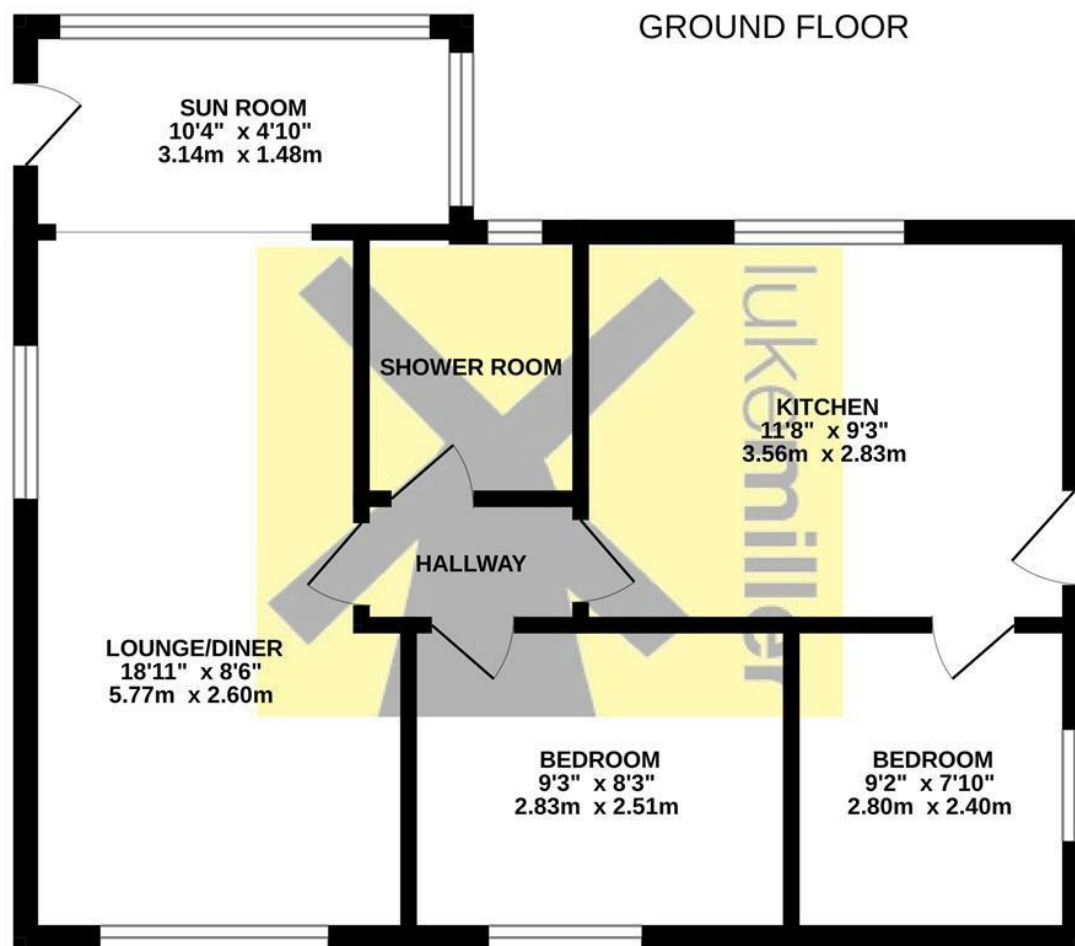 GROUND FLOOR
SUN ROOM
10'4" x 4'10"
3.14m x 1.48m
SHOWER ROOM
lukemiller
KITCHEN
11'8" x 9'3"
3.56m x 2.83m
HALLWAY
LOUNGE/DINER
18'11" x 8'6"
5.77m x 2.60m
BEDROOM
9'3" x 8'3"
2.83m x 2.51m
BEDROOM
9'2" x 7'10"
2.80m x 2.40m